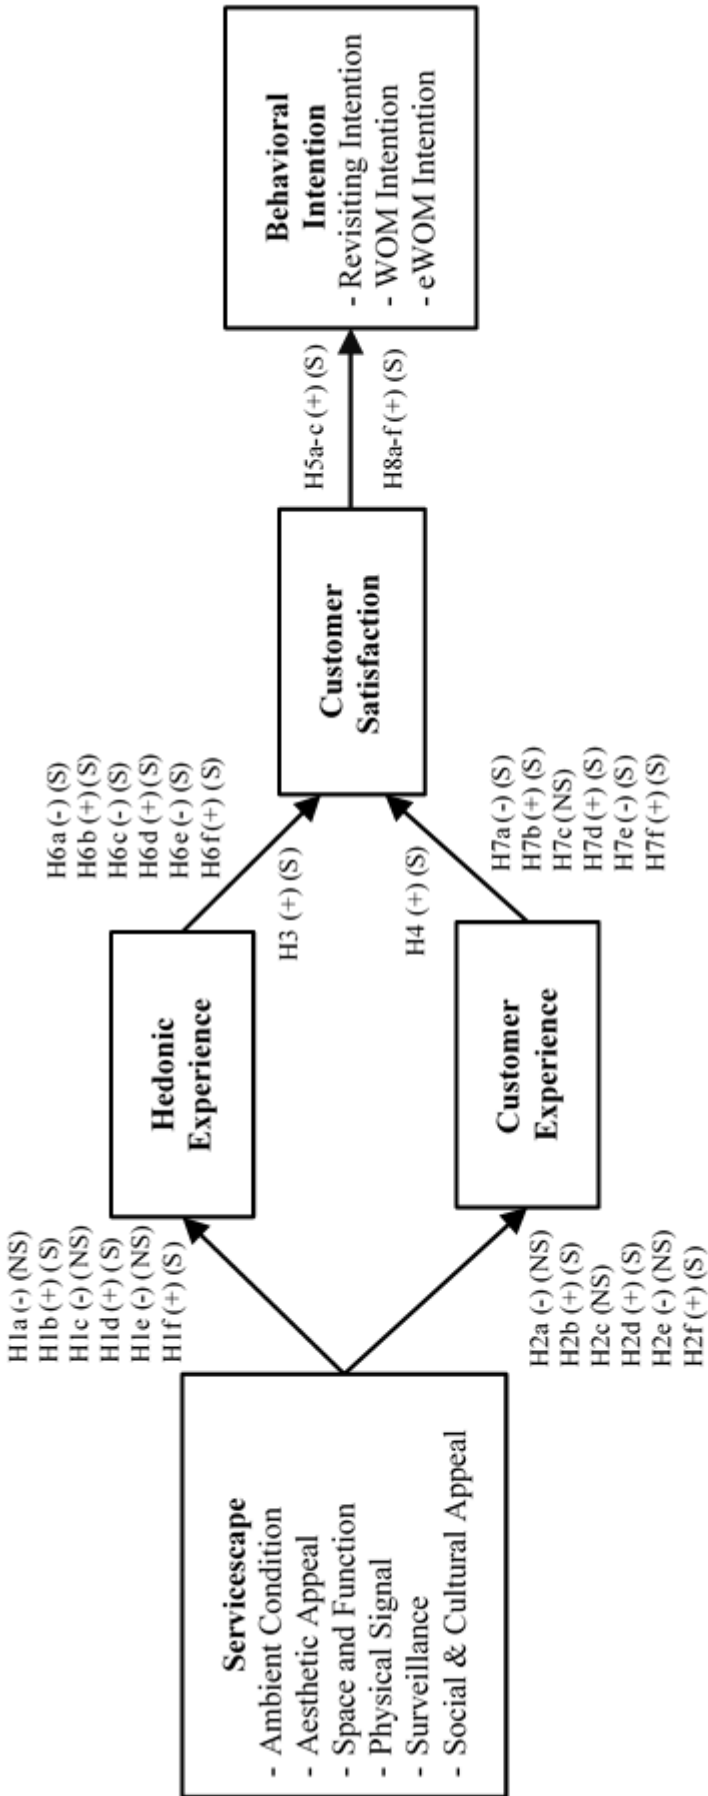 Servicescape
- Ambient Condition
- Aesthetic Appeal
- Space and Function
- Physical Signal
- Surveillance
- Social & Cultural Appeal
H1a (-) (NS)
H1b (+) (S)
H1c (-) (NS)
H1d (+) (S)
H1e (-) (NS)
H1f (+) (S)
H2a (-) (NS)
H2b (+) (S)
H2c (NS)
H2d (+) (S)
H2e (-) (NS)
H2f (+) (S)
Hedonic
Experience
Customer
Experience
H6a (-) (S)
H6b (+) (S)
H6c (-) (S)
H6d (+) (S)
H6e (-) (S)
H6f (+) (S)
H3 (+) (S)
H4 (+) (S)
H7a (-) (S)
H7b (+) (S)
H7c (NS)
H7d (+) (S)
H7e (-) (S)
H7f (+) (S)
Customer
Satisfaction
H5a-c (+) (S)
H8a-f (+) (S)
Behavioral
Intention
- Revisiting Intention
- WOM Intention
- eWOM Intention